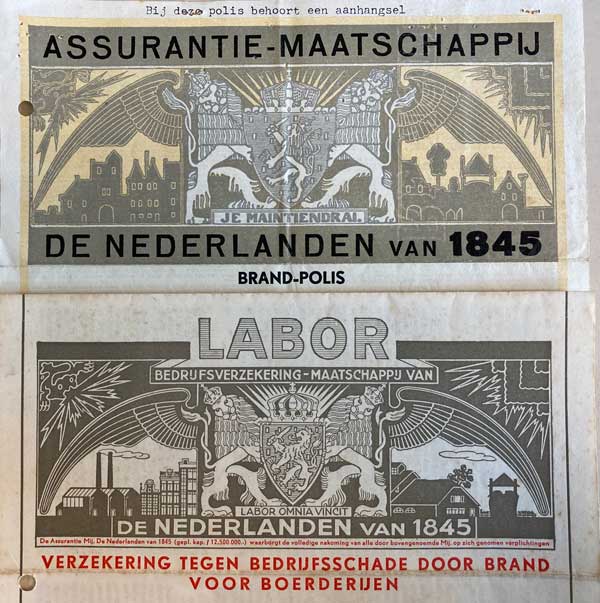 Bij deze polis behoort een aanhangsel
ASSURANTIE-MAATSCHAPPIJ
JE MAINTIENDRAI.
DE NEDERLANDEN VAN 1845
BRAND-POLIS
LABOR
BEDRIJFSVERZEKERING-MAATSCHAPPIJ VAN
LABOR OMNIA VINCIT
DE NEDERLANDEN VAN 1845
De Assurantie Mij. De Nederlanden van 1845 (gepl. kap. ƒ 12,500.000.-) waarborgt de volledige nakoming van alle door bovengenoemde Mij. op zich genomen verplichtingen
VERZEKERING TEGEN BEDRIJFSSCHADE DOOR BRAND
VOOR BOERDERIJEN